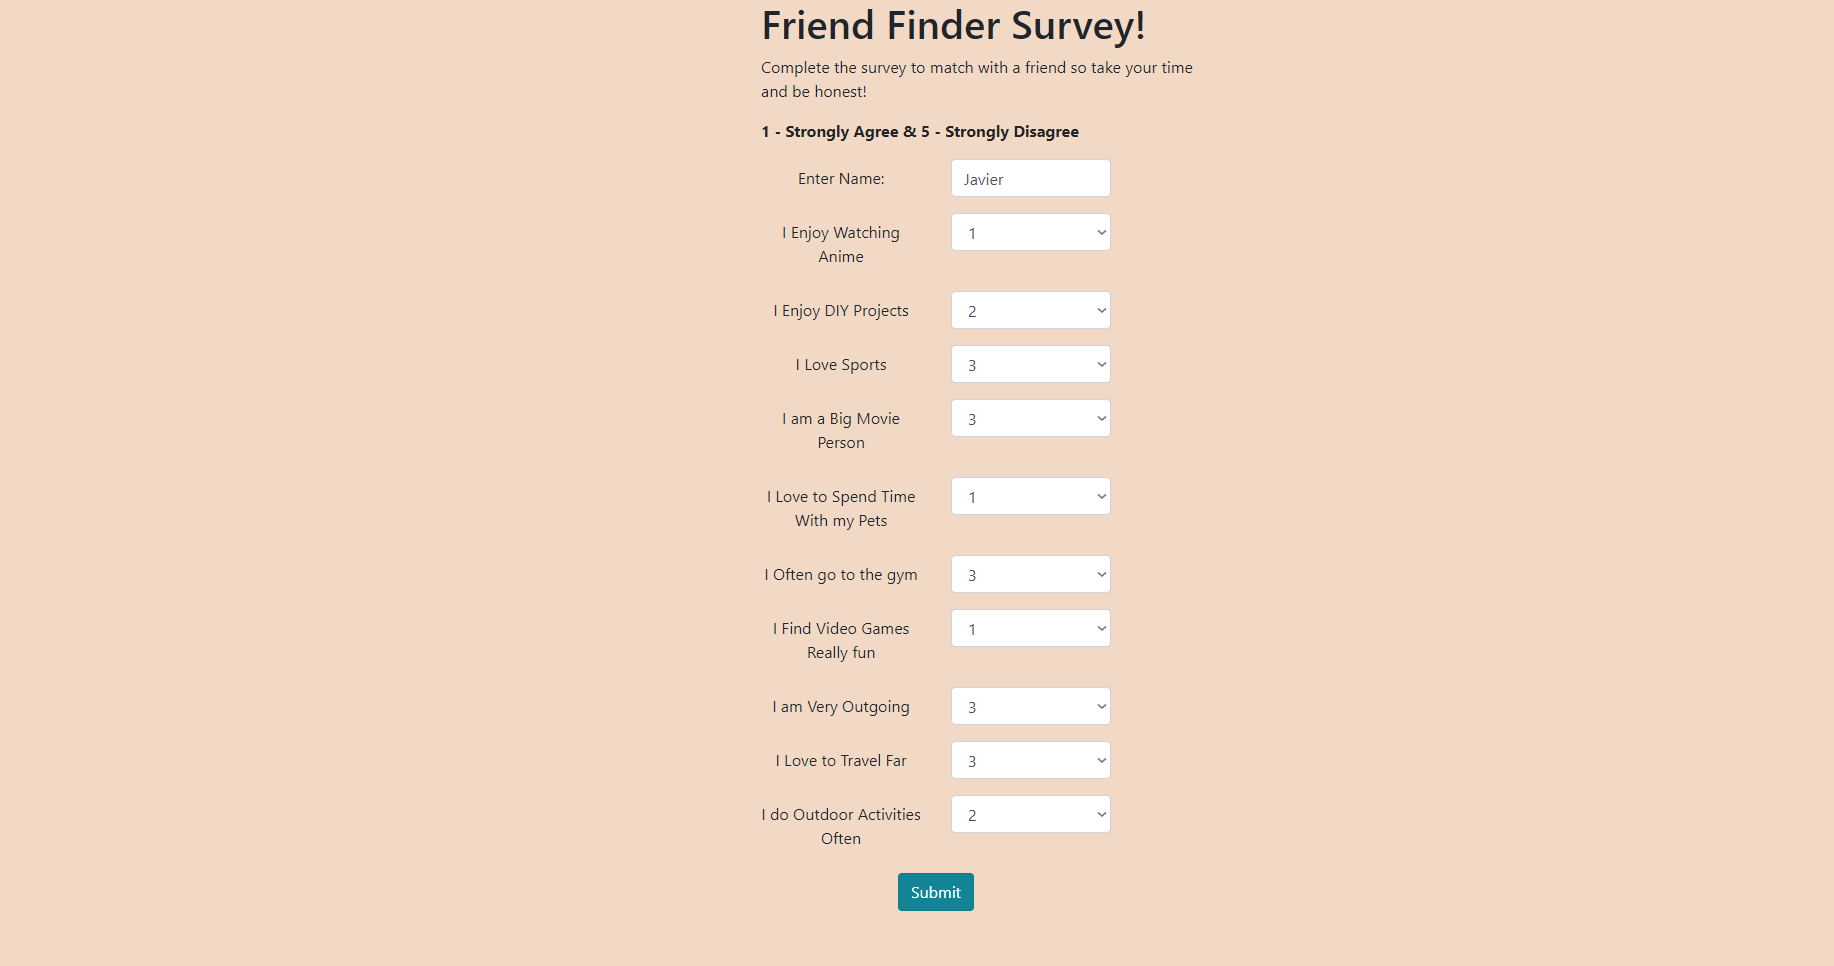 Friend Finder Survey!
Complete the survey to match with a friend so take your time
and be honest!
1 - Strongly Agree & 5 - Strongly Disagree
Enter Name: Javier
I Enjoy Watching 1
Anime
I Enjoy DIY Projects 2
I Love Sports 3
I am a Big Movie 3
Person
I Love to Spend Time 1
With my Pets
I Often go to the gym 3
I Find Video Games 1
Really fun
I am Very Outgoing 3
I Love to Travel Far 3
I do Outdoor Activities 2
Often
Submit